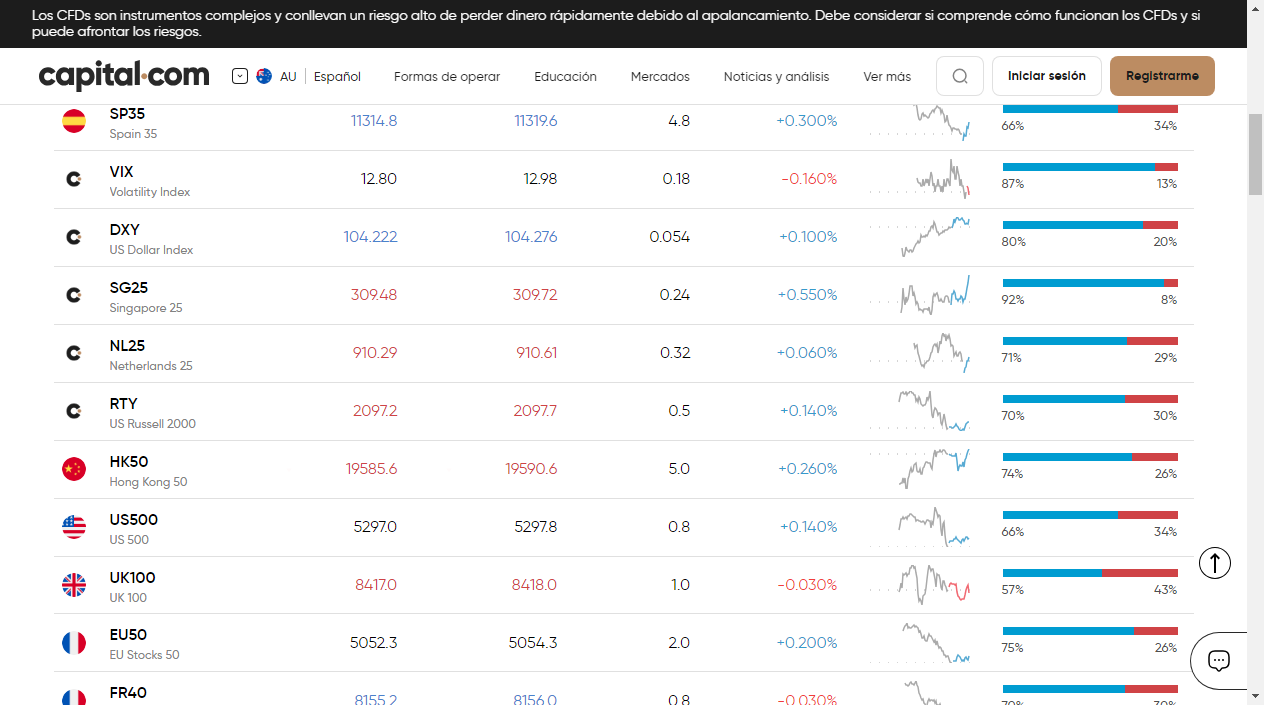 Los CFDs son instrumentos complejos y conllevan un riesgo alto de perder dinero rápidamente debido al apalancamiento. Debe considerar si comprende cómo funcionan los CFDs y si
puede afrontar los riesgos.
capital.com AU Español Formas de operar Educación Mercados Noticias y análisis Ver más Iniciar sesión Registrarme
SP35
Spain 35
11314.8 11319.6 4.8 +0.300% 66% 34%
VIX
Volatility Index
12.80 12.98 0.18 -0.160% 87% 13%
DXY
US Dollar Index
104.222 104.276 0.054 +0.100% 80% 20%
SG25
Singapore 25
309.48 309.72 0.24 +0.550% 92% 8%
NL25
Netherlands 25
910.29 910.61 0.32 +0.060% 71% 29%
RTY
US Russell 2000
2097.2 2097.7 0.5 +0.140% 70% 30%
HK50
Hong Kong 50
19585.6 19590.6 5.0 +0.260% 74% 26%
US500
US 500
5297.0 5297.8 0.8 +0.140% 66% 34%
UK100
UK 100
8417.0 8418.0 1.0 -0.030% 57% 43%
EU50
EU Stocks 50
5052.3 5054.3 2.0 +0.200% 75% 26%
FR40
8155.2 8156.0 0.8 -0.030%